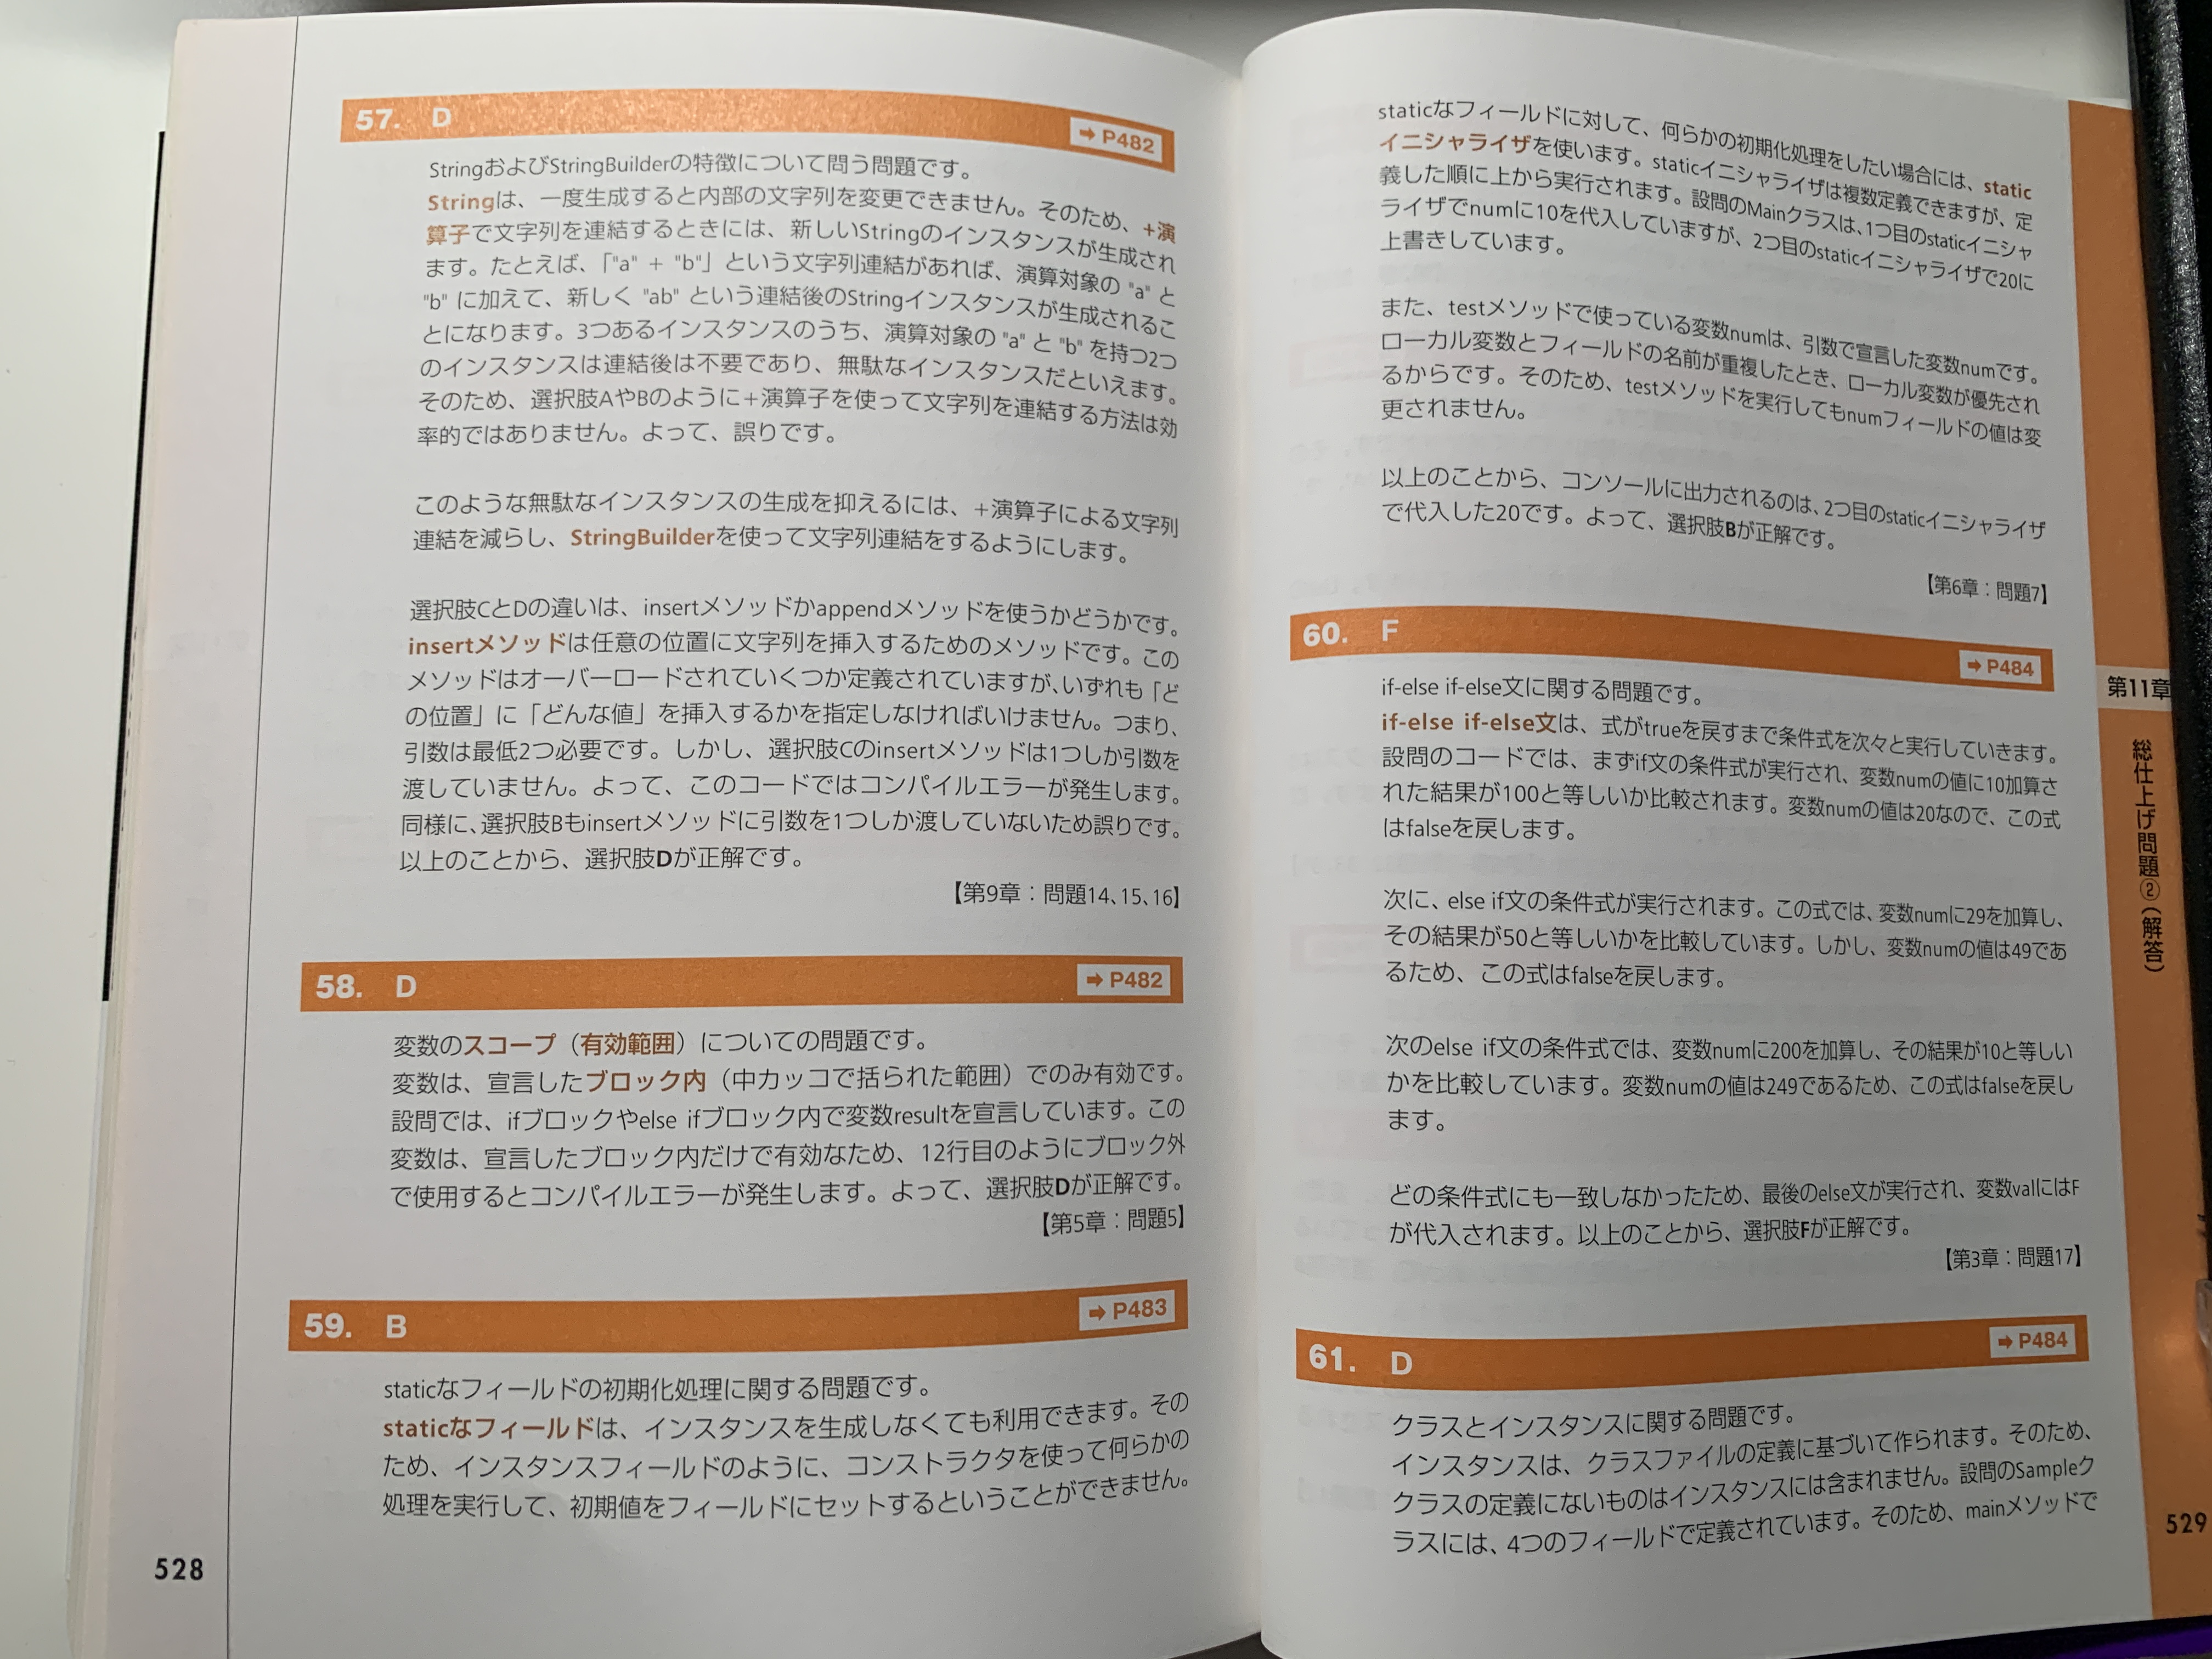 57. D
➡ P482
StringおよびStringBuilderの特徴について問う問題です。
Stringは、一度生成すると内部の文字列を変更できません。そのため、+演
算子で文字列を連結するときには、新しいStringのインスタンスが生成され
ます。たとえば、「"a" + "b"」という文字列連結があれば、演算対象の "a" と
"b" に加えて、新しく "ab" という連結後のStringインスタンスが生成されるこ
とになります。3つあるインスタンスのうち、演算対象の "a" と "b" を持つ2つ
のインスタンスは連結後は不要であり、無駄なインスタンスだといえます。
そのため、選択肢AやBのように+演算子を使って文字列を連結する方法は効
率的ではありません。よって、誤りです。
このような無駄なインスタンスの生成を抑えるには、+演算子による文字列
連結を減らし、StringBuilderを使って文字列連結をするようにします。
選択肢CとDの違いは、insertメソッドかappendメソッドを使うかどうかです。
insertメソッドは任意の位置に文字列を挿入するためのメソッドです。この
メソッドはオーバーロードされていくつか定義されていますが、いずれも「ど
の位置」に「どんな値」を挿入するかを指定しなければいけません。つまり、
引数は最低2つ必要です。しかし、選択肢Cのinsertメソッドは1つしか引数を
渡していません。よって、このコードではコンパイルエラーが発生します。
同様に、選択肢Bもinsertメソッドに引数を1つしか渡していないため誤りです。
以上のことから、選択肢Dが正解です。
【第9章：問題14、15、16】
58. D
➡ P482
変数のスコープ（有効範囲）についての問題です。
変数は、宣言したブロック内（中カッコで括られた範囲）でのみ有効です。
設問では、ifブロックやelse ifブロック内で変数resultを宣言しています。この
変数は、宣言したブロック内だけで有効なため、12行目のようにブロック外
で使用するとコンパイルエラーが発生します。よって、選択肢Dが正解です。
【第5章：問題5】
59. B
➡ P483
staticなフィールドの初期化処理に関する問題です。
staticなフィールドは、インスタンスを生成しなくても利用できます。その
ため、インスタンスフィールドのように、コンストラクタを使って何らかの
処理を実行して、初期値をフィールドにセットするということができません。
528
staticなフィールドに対して、何らかの初期化処理をしたい場合には、static
イニシャライザを使います。staticイニシャライザは複数定義できますが、定
義した順に上から実行されます。設問のMainクラスは、1つ目のstaticイニシャ
ライザでnumに10を代入していますが、2つ目のstaticイニシャライザで20に
上書きしています。
また、testメソッドで使っている変数numは、引数で宣言した変数numです。
ローカル変数とフィールドの名前が重複したとき、ローカル変数が優先され
るからです。そのため、testメソッドを実行してもnumフィールドの値は変
更されません。
以上のことから、コンソールに出力されるのは、2つ目のstaticイニシャライザ
で代入した20です。よって、選択肢Bが正解です。
【第6章：問題7】
60. F
➡ P484
if-else if-else文に関する問題です。
if-else if-else文は、式がtrueを戻すまで条件式を次々と実行していきます。
設問のコードでは、まずif文の条件式が実行され、変数numの値に10加算さ
れた結果が100と等しいか比較されます。変数numの値は20なので、この式
はfalseを戻します。
次に、else if文の条件式が実行されます。この式では、変数numに29を加算し、
その結果が50と等しいかを比較しています。しかし、変数numの値は49であ
るため、この式はfalseを戻します。
次のelse if文の条件式では、変数numに200を加算し、その結果が10と等しい
かを比較しています。変数numの値は249であるため、この式はfalseを戻し
ます。
どの条件式にも一致しなかったため、最後のelse文が実行され、変数valにはF
が代入されます。以上のことから、選択肢Fが正解です。
【第3章：問題17】
61. D
➡ P484
クラスとインスタンスに関する問題です。
インスタンスは、クラスファイルの定義に基づいて作られます。そのため、
クラスの定義にないものはインスタンスには含まれません。設問のSampleク
ラスには、4つのフィールドで定義されています。そのため、mainメソッドで
第11章
総仕上げ問題②（解答）
529